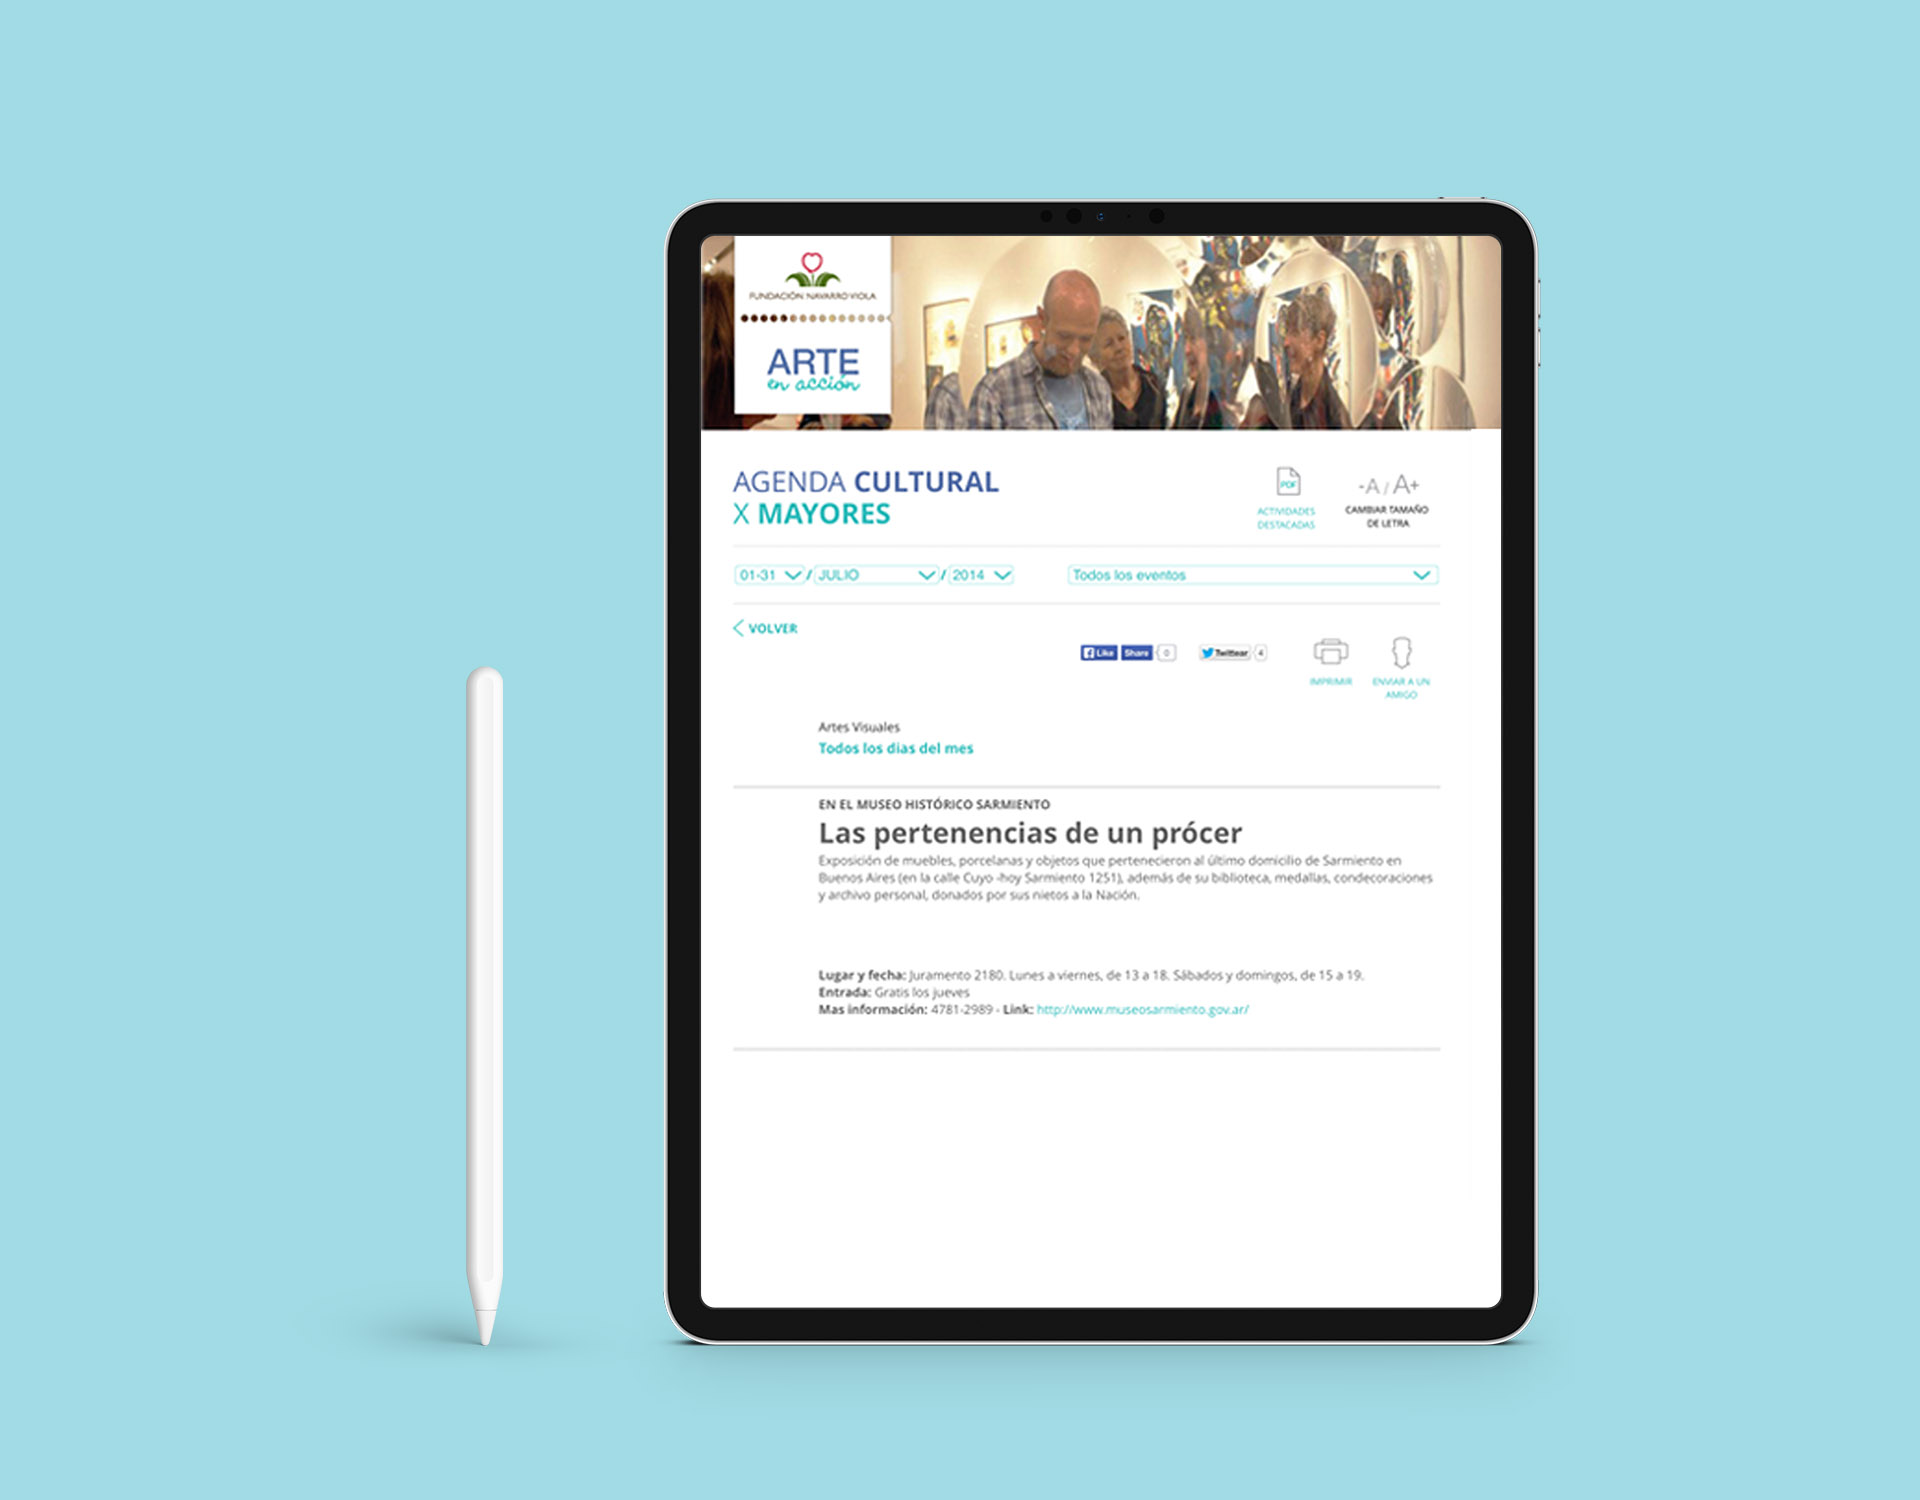 FUNDACIÓN NAVARRO VIOLA
ARTE
en acción
AGENDA CULTURAL
X MAYORES
PDF
ACTIVIDADES
DESTACADAS
-A / A+
CAMBIAR TAMAÑO
DE LETRA
01-31 / JULIO / 2014
Todos los eventos
VOLVER
Like Share 0
Twittear 4
IMPRIMIR
ENVIAR A UN
AMIGO
Artes Visuales
Todos los dias del mes
EN EL MUSEO HISTÓRICO SARMIENTO
Las pertenencias de un prócer
Exposición de muebles, porcelanas y objetos que pertenecieron al último domicilio de Sarmiento en
Buenos Aires (en la calle Cuyo -hoy Sarmiento 1251), además de su biblioteca, medallas, condecoraciones
y archivo personal, donados por sus nietos a la Nación.
Lugar y fecha: Juramento 2180. Lunes a viernes, de 13 a 18. Sábados y domingos, de 15 a 19.
Entrada: Gratis los jueves
Mas información: 4781-2989 - Link: http://www.museosarmiento.gov.ar/